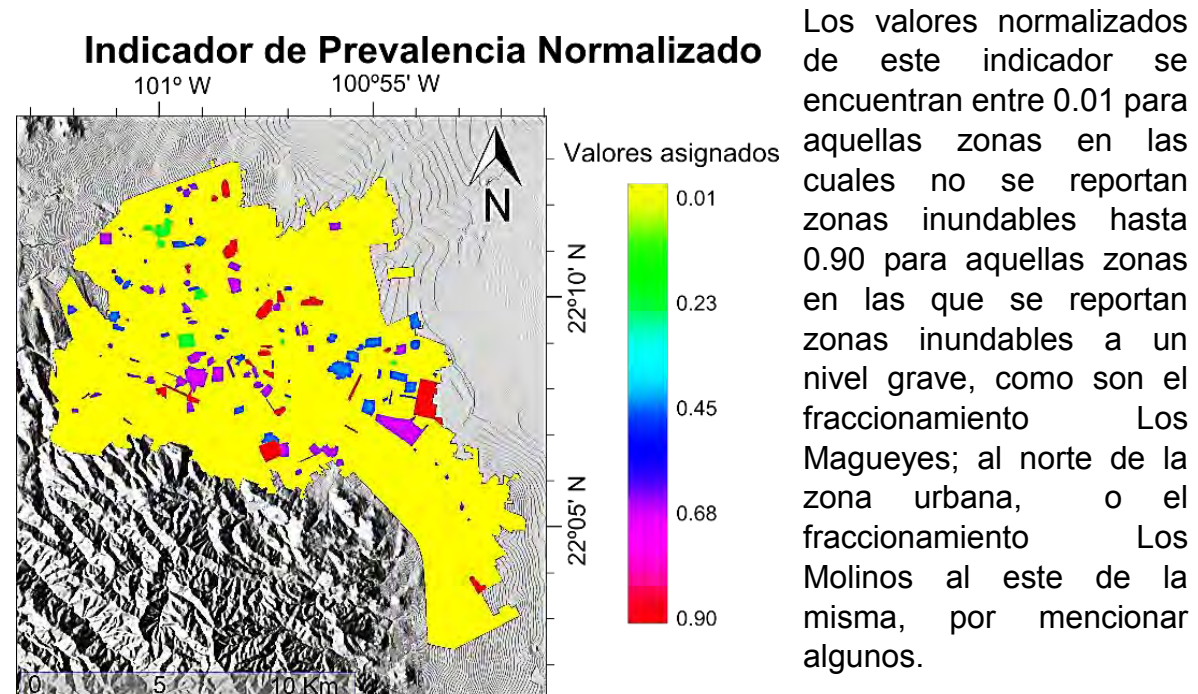 Indicador de Prevalencia Normalizado
101º W
100º55' W
Valores asignados
N
0.01
0.23
0.45
0.68
0.90
22º10' N
22º05' N
0
5
10 Km
Los valores normalizados
de este indicador se
encuentran entre 0.01 para
aquellas zonas en las
cuales no se reportan
zonas inundables hasta
0.90 para aquellas zonas
en las que se reportan
zonas inundables a un
nivel grave, como son el
fraccionamiento Los
Magueyes; al norte de la
zona urbana, o el
fraccionamiento Los
Molinos al este de la
misma, por mencionar
algunos.